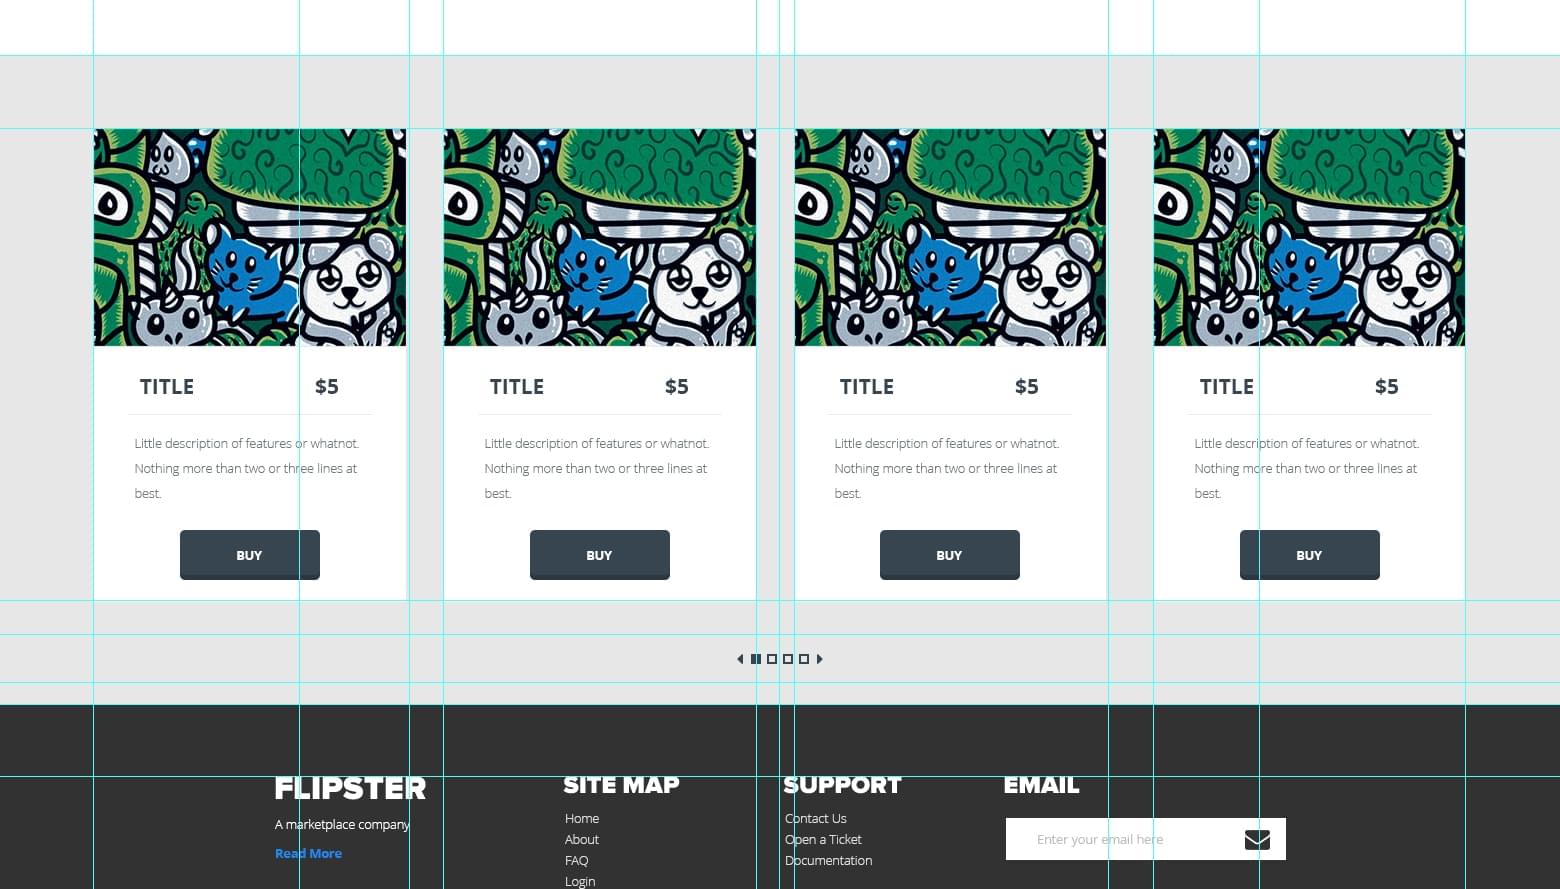 TITLE $5
Little description of features or whatnot.
Nothing more than two or three lines at
best.
BUY
TITLE $5
Little description of features or whatnot.
Nothing more than two or three lines at
best.
BUY
TITLE $5
Little description of features or whatnot.
Nothing more than two or three lines at
best.
BUY
TITLE $5
Little description of features or whatnot.
Nothing more than two or three lines at
best.
BUY
FLIPSTER
A marketplace company
Read More
SITE MAP
Home
About
FAQ
Login
SUPPORT
Contact Us
Open a Ticket
Documentation
EMAIL
Enter your email here